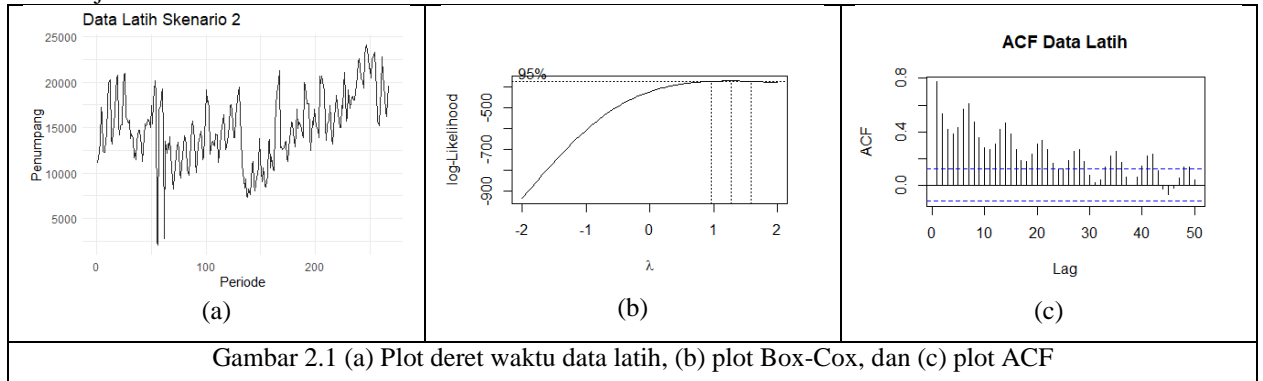 Data Latih Skenario 2
25000
20000
15000
10000
5000
Penumpang
0 100 200
Periode
(a)
95%
-500
-700
-900
log-Likelihood
-2 -1 0 1 2
λ
(b)
ACF Data Latih
0.8
0.4
0.0
ACF
0 10 20 30 40 50
Lag
(c)
Gambar 2.1 (a) Plot deret waktu data latih, (b) plot Box-Cox, dan (c) plot ACF